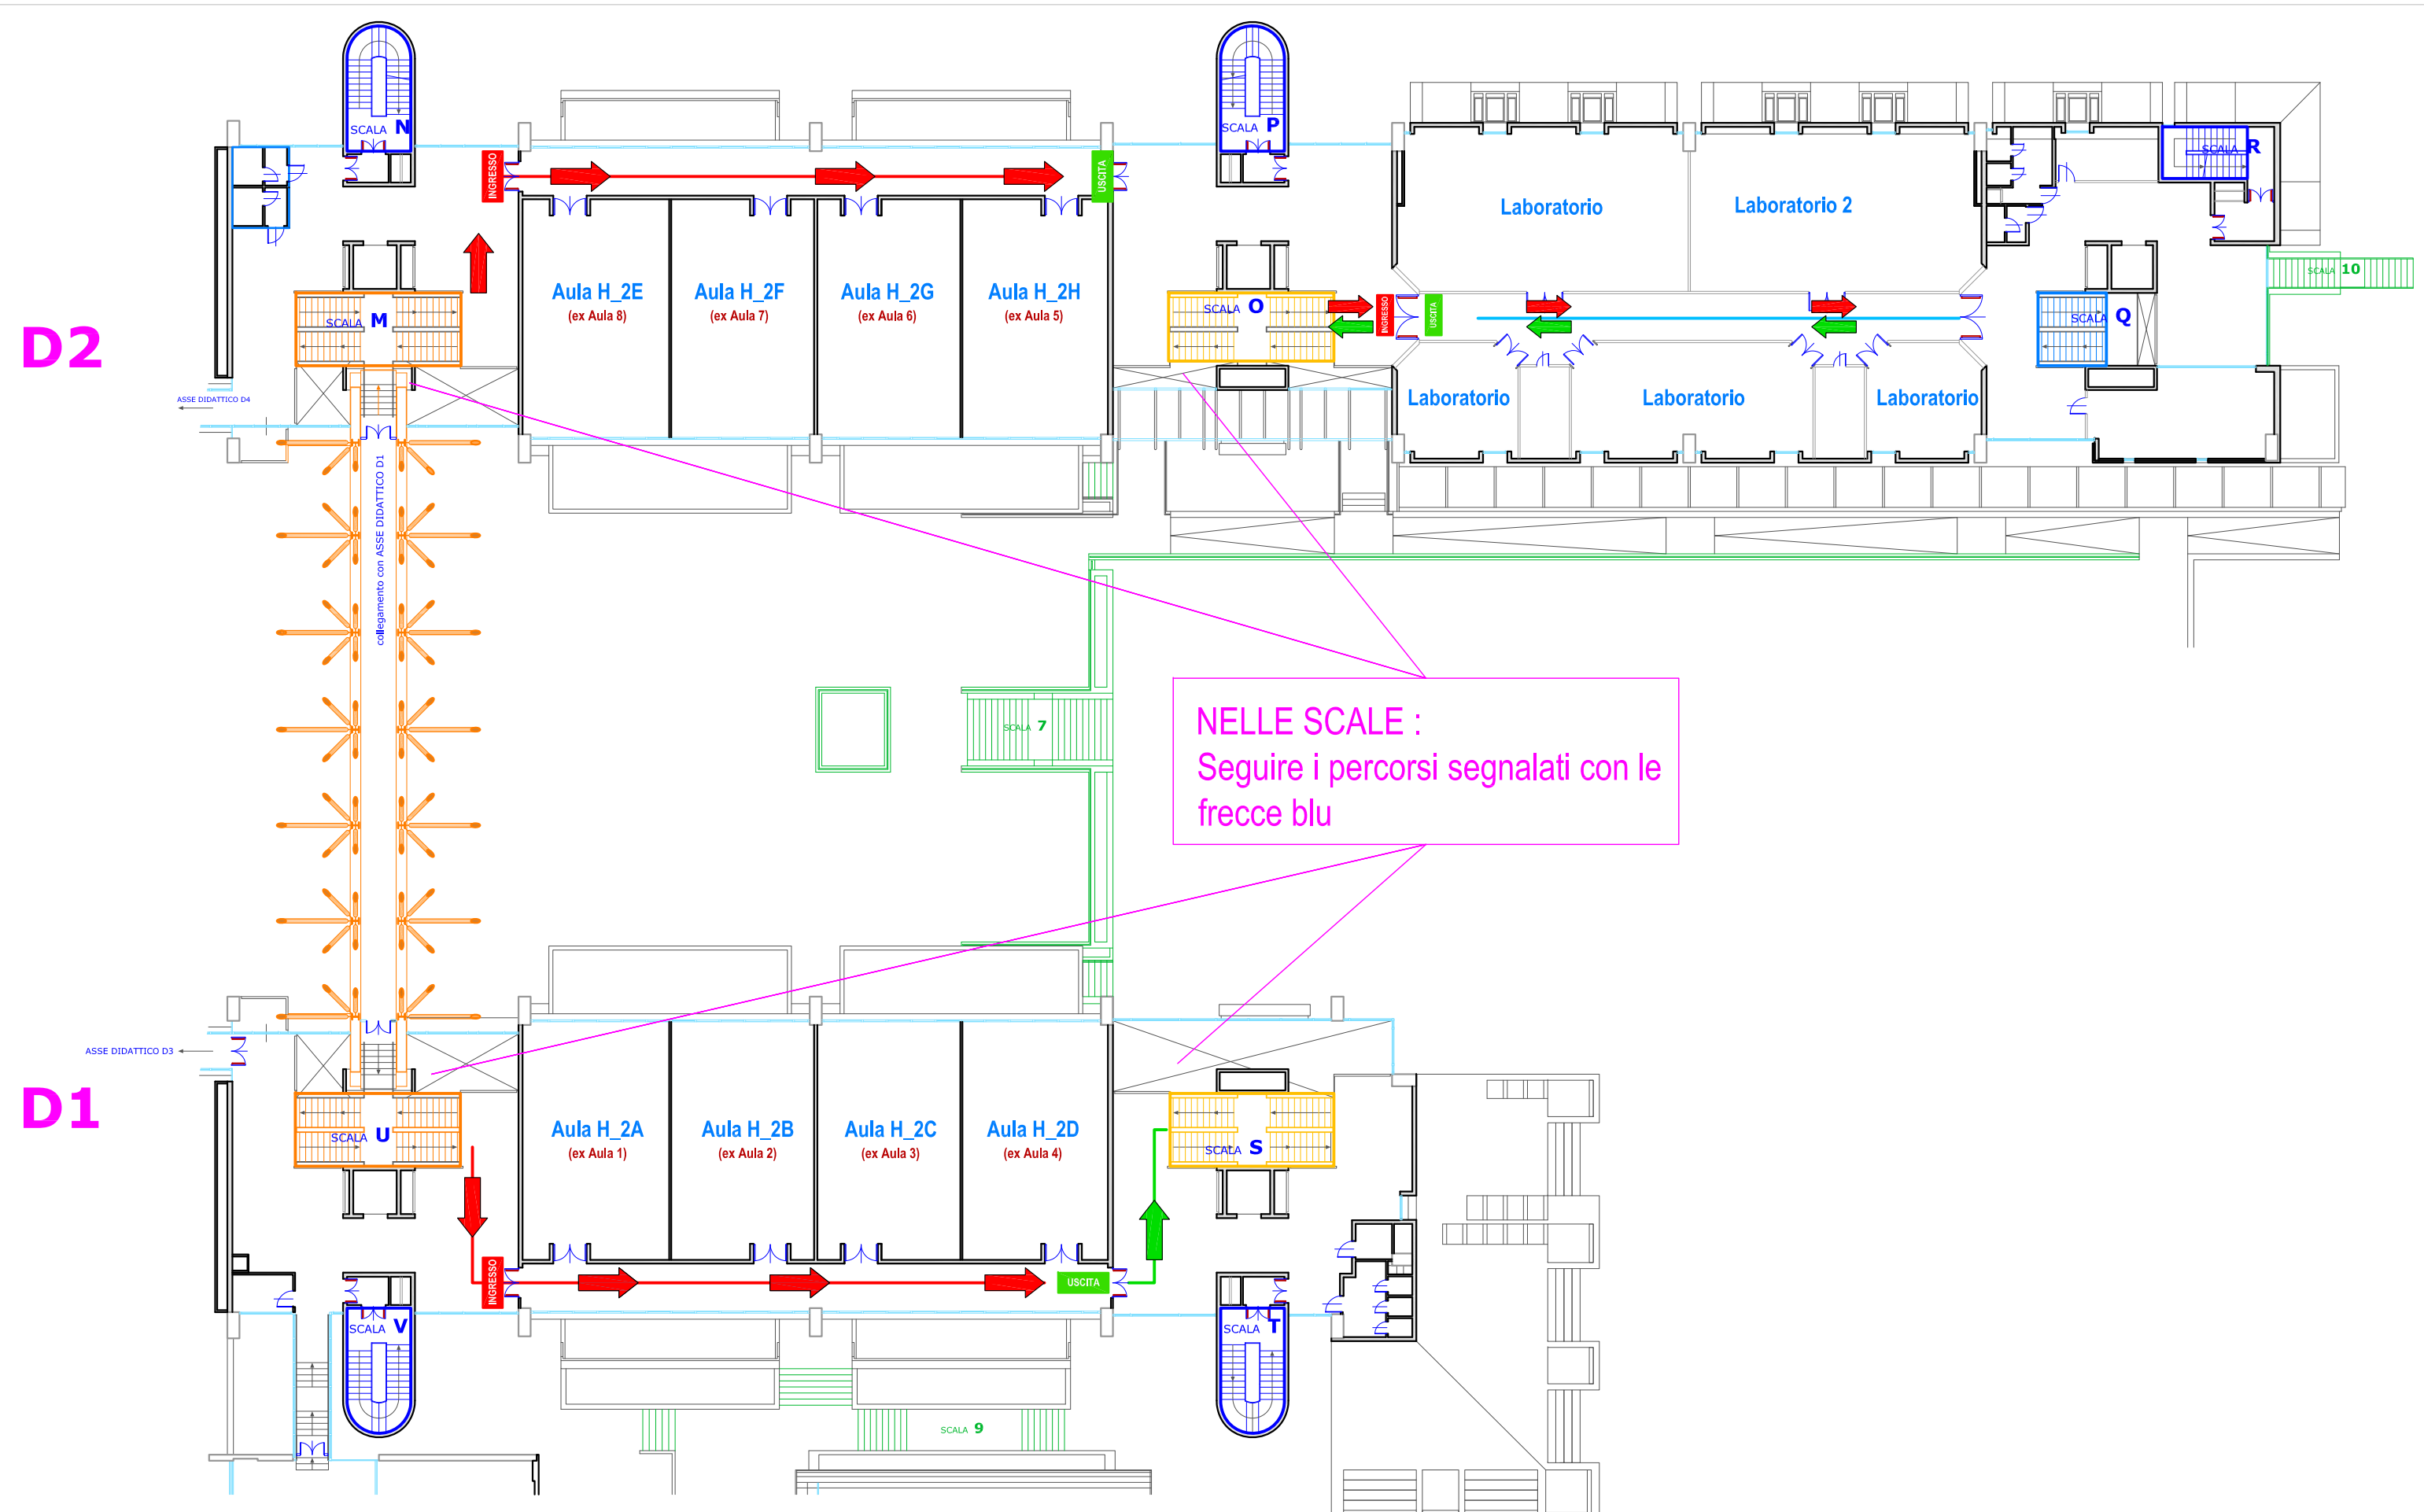 SCALA N
SCALA P
INGRESSO
USCITA
SCALA R
Laboratorio
Laboratorio 2
SCALA 10
Aula H_2E
(ex Aula 8)
Aula H_2F
(ex Aula 7)
Aula H_2G
(ex Aula 6)
Aula H_2H
(ex Aula 5)
SCALA M
SCALA O
INGRESSO
USCITA
SCALA Q
D2
ASSE DIDATTICO D4
Laboratorio
Laboratorio
Laboratorio
collegamento con ASSE DIDATTICO D1
SCALA 7
NELLE SCALE :
Seguire i percorsi segnalati con le
frecce blu
ASSE DIDATTICO D3
D1
SCALA U
Aula H_2A
(ex Aula 1)
Aula H_2B
(ex Aula 2)
Aula H_2C
(ex Aula 3)
Aula H_2D
(ex Aula 4)
SCALA S
INGRESSO
USCITA
SCALA V
SCALA T
SCALA 9